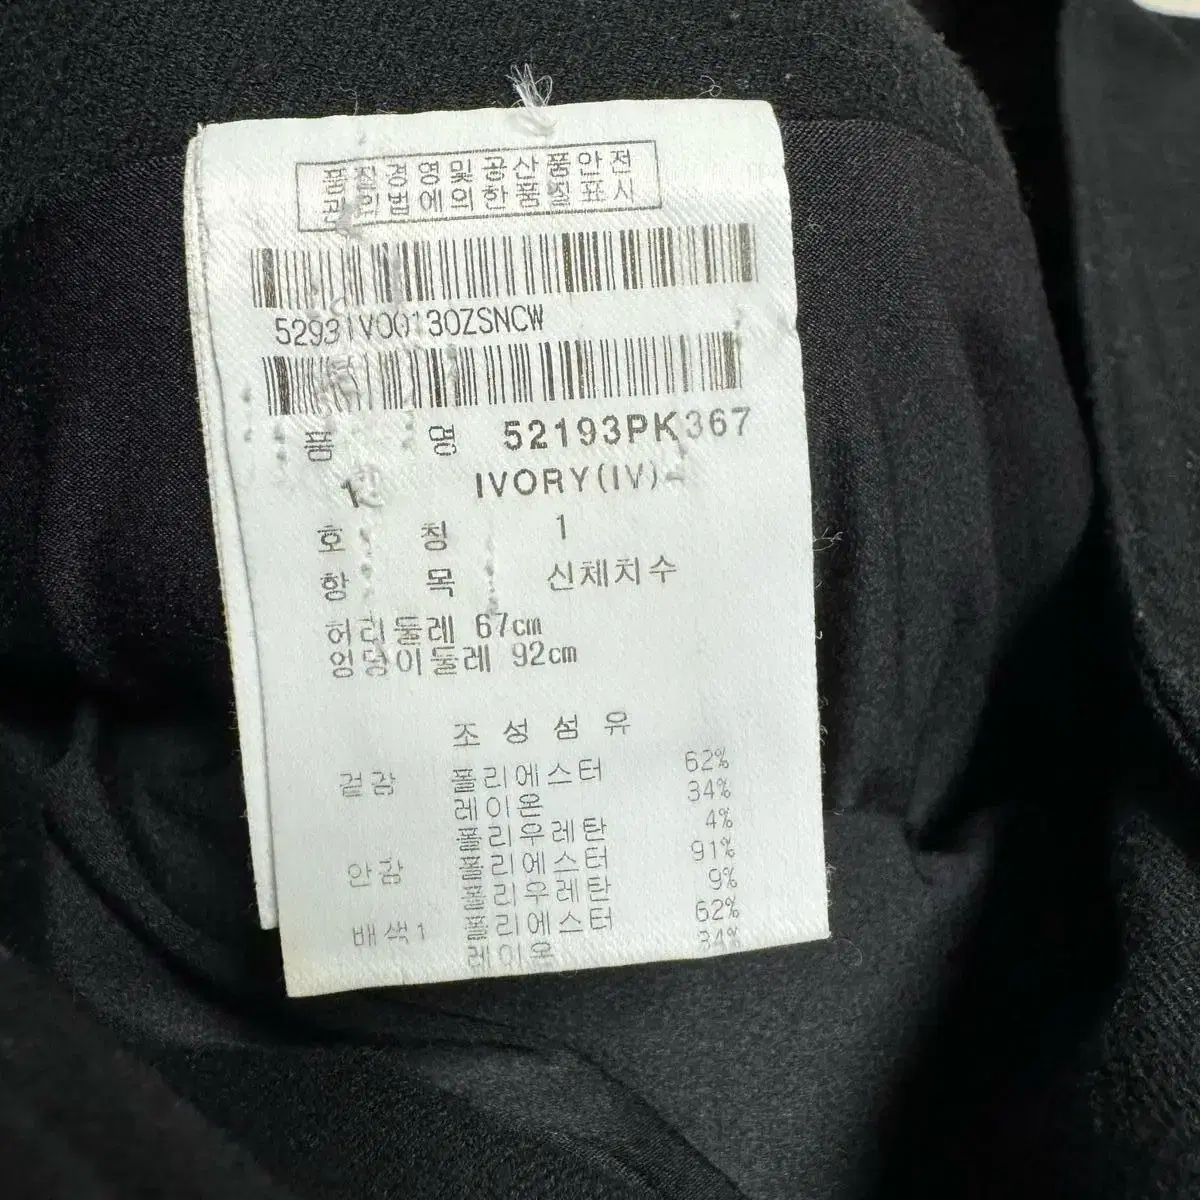 품질경영및공산품안전
관리법에의한품질표시
52931V00130ZSNCW
품 명 52193PK367
IVORY(IV)
호 칭 1
항 목 신체치수
허리둘레 67cm
엉덩이둘레 92cm
조성섬유
겉감 폴리에스터 62%
레이온 34%
폴리우레탄 4%
안감 폴리에스터 91%
폴리우레탄 9%
배색1 폴리에스터 62%
레이온 34%